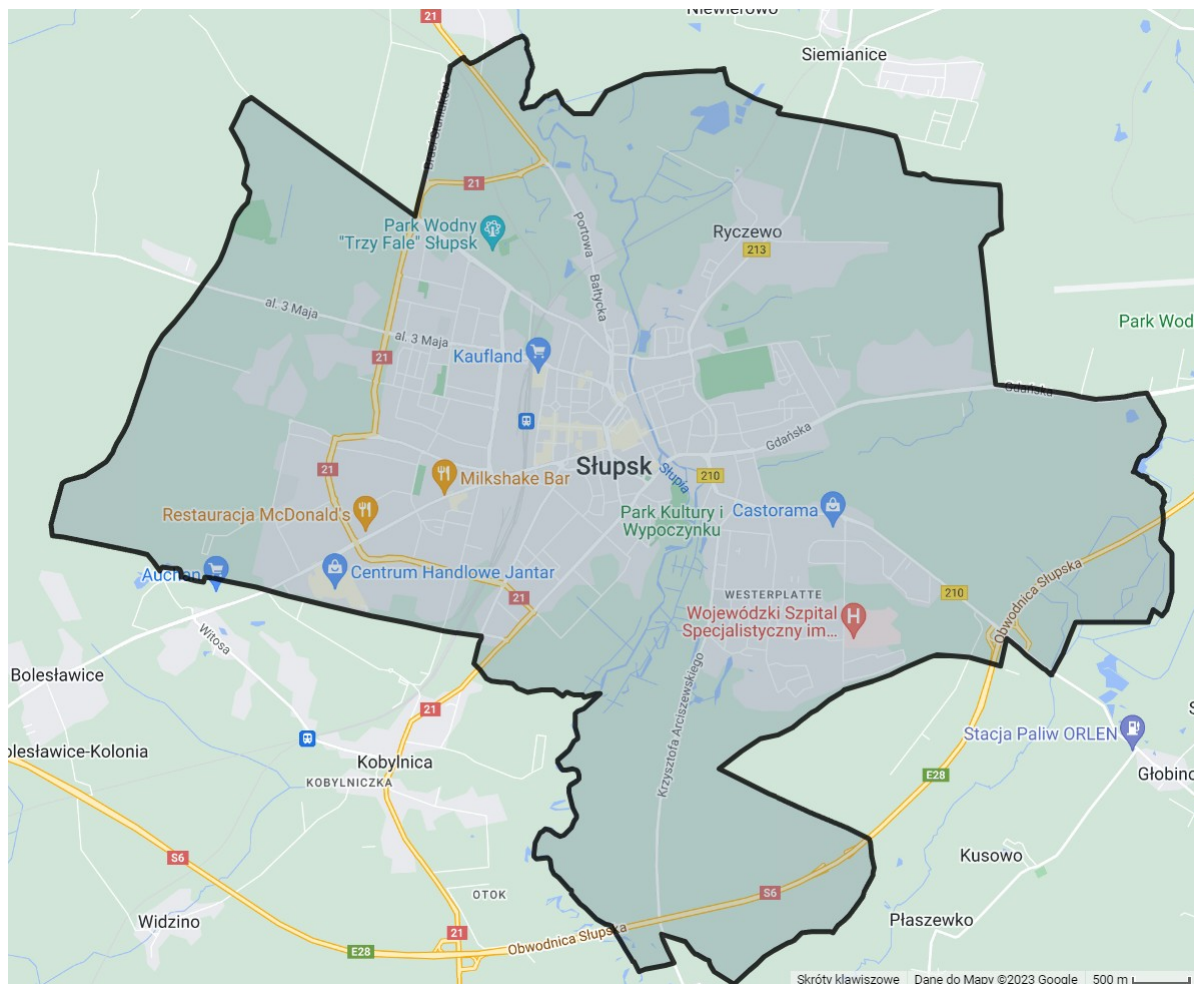 21
Niewierowo
Siemianice
Braci Staniuków
21
Park Wodny
"Trzy Fale" Słupsk
Portowa
Bałtycka
Ryczewo
213
al. 3 Maja
al. 3 Maja
Park Wod
21
Kaufland
Gdańska
Gdańska
21
Milkshake Bar
Słupsk
Słupia
210
Restauracja McDonald's
Park Kultury i
Wypoczynku
Castorama
Auchan
Centrum Handlowe Jantar
21
WESTERPLATTE
210
Obwodnica Słupska
Wojewódzki Szpital
Specjalistyczny im...
Witosa
Bolesławice
Krzysztofa Arciszewskiego
21
Stacja Paliw ORLEN
olesławice-Kolonia
Kobylnica
KOBYLNICZKA
E28
Głobino
S6
Kusowo
OTOK
S6
Widzino
Płaszewko
21
E28
Obwodnica Słupska
Skróty klawiszowe
Dane do Mapy ©2023 Google
500 m